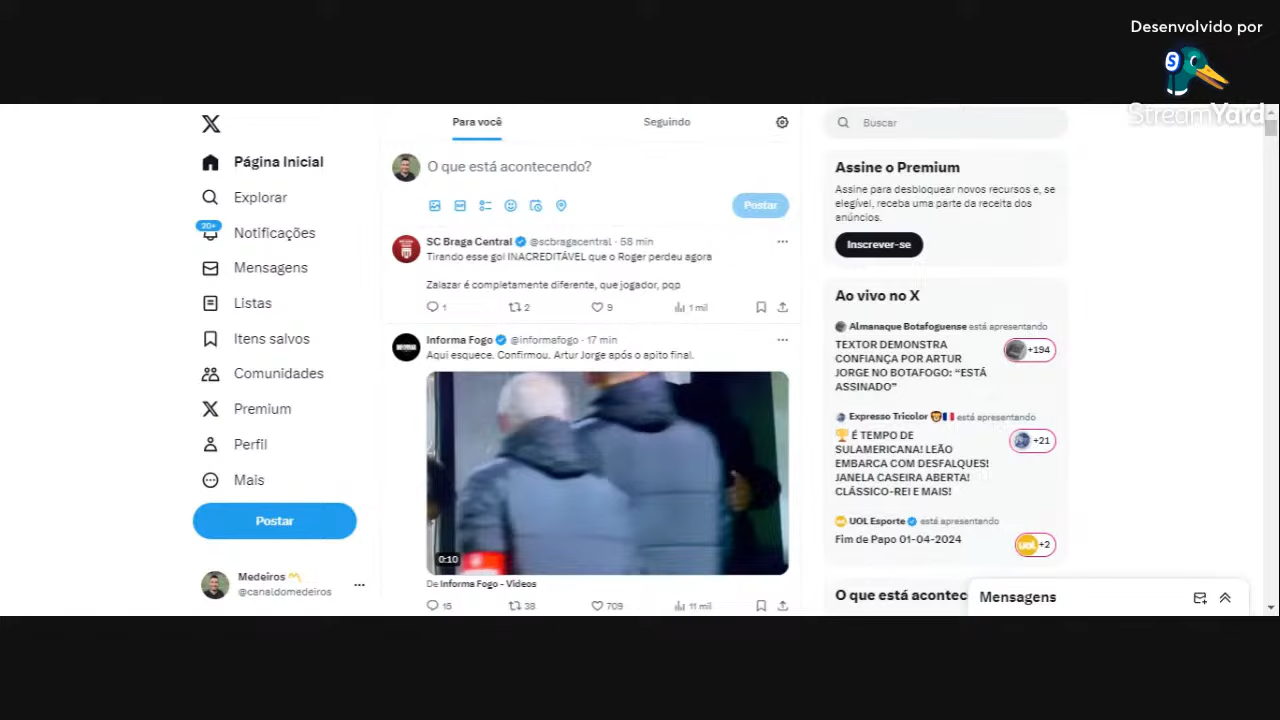 Desenvolvido por
StreamYard
Para você
Seguindo
Buscar
Página Inicial
Explorar
20+
Notificações
Mensagens
Listas
Itens salvos
Comunidades
Premium
Perfil
Mais
Postar
Medeiros
@canaldomedeiros
O que está acontecendo?
Postar
SC Braga Central @scbragacentral · 58 min
Tirando esse gol INACREDITÁVEL que o Roger perdeu agora
Zalazar é completamente diferente, que jogador, pqp
1 2 9 1 mil
Informa Fogo @informafogo · 17 min
Aqui esquece. Confirmou. Artur Jorge após o apito final.
0:10
De Informa Fogo - Videos
15 38 709 11 mil
Assine o Premium
Assine para desbloquear novos recursos e, se
elegível, receba uma parte da receita dos
anúncios.
Inscrever-se
Ao vivo no X
Almanaque Botafoguense está apresentando
TEXTOR DEMONSTRA
CONFIANÇA POR ARTUR
JORGE NO BOTAFOGO: “ESTÁ
ASSINADO”
+194
Expresso Tricolor 🦁🇫🇷 está apresentando
🏆 É TEMPO DE
SULAMERICANA! LEÃO
EMBARCA COM DESFALQUES!
JANELA CASEIRA ABERTA!
CLÁSSICO-REI E MAIS!
+21
UOL Esporte está apresentando
Fim de Papo 01-04-2024
UOL +2
O que está acontec
Mensagens